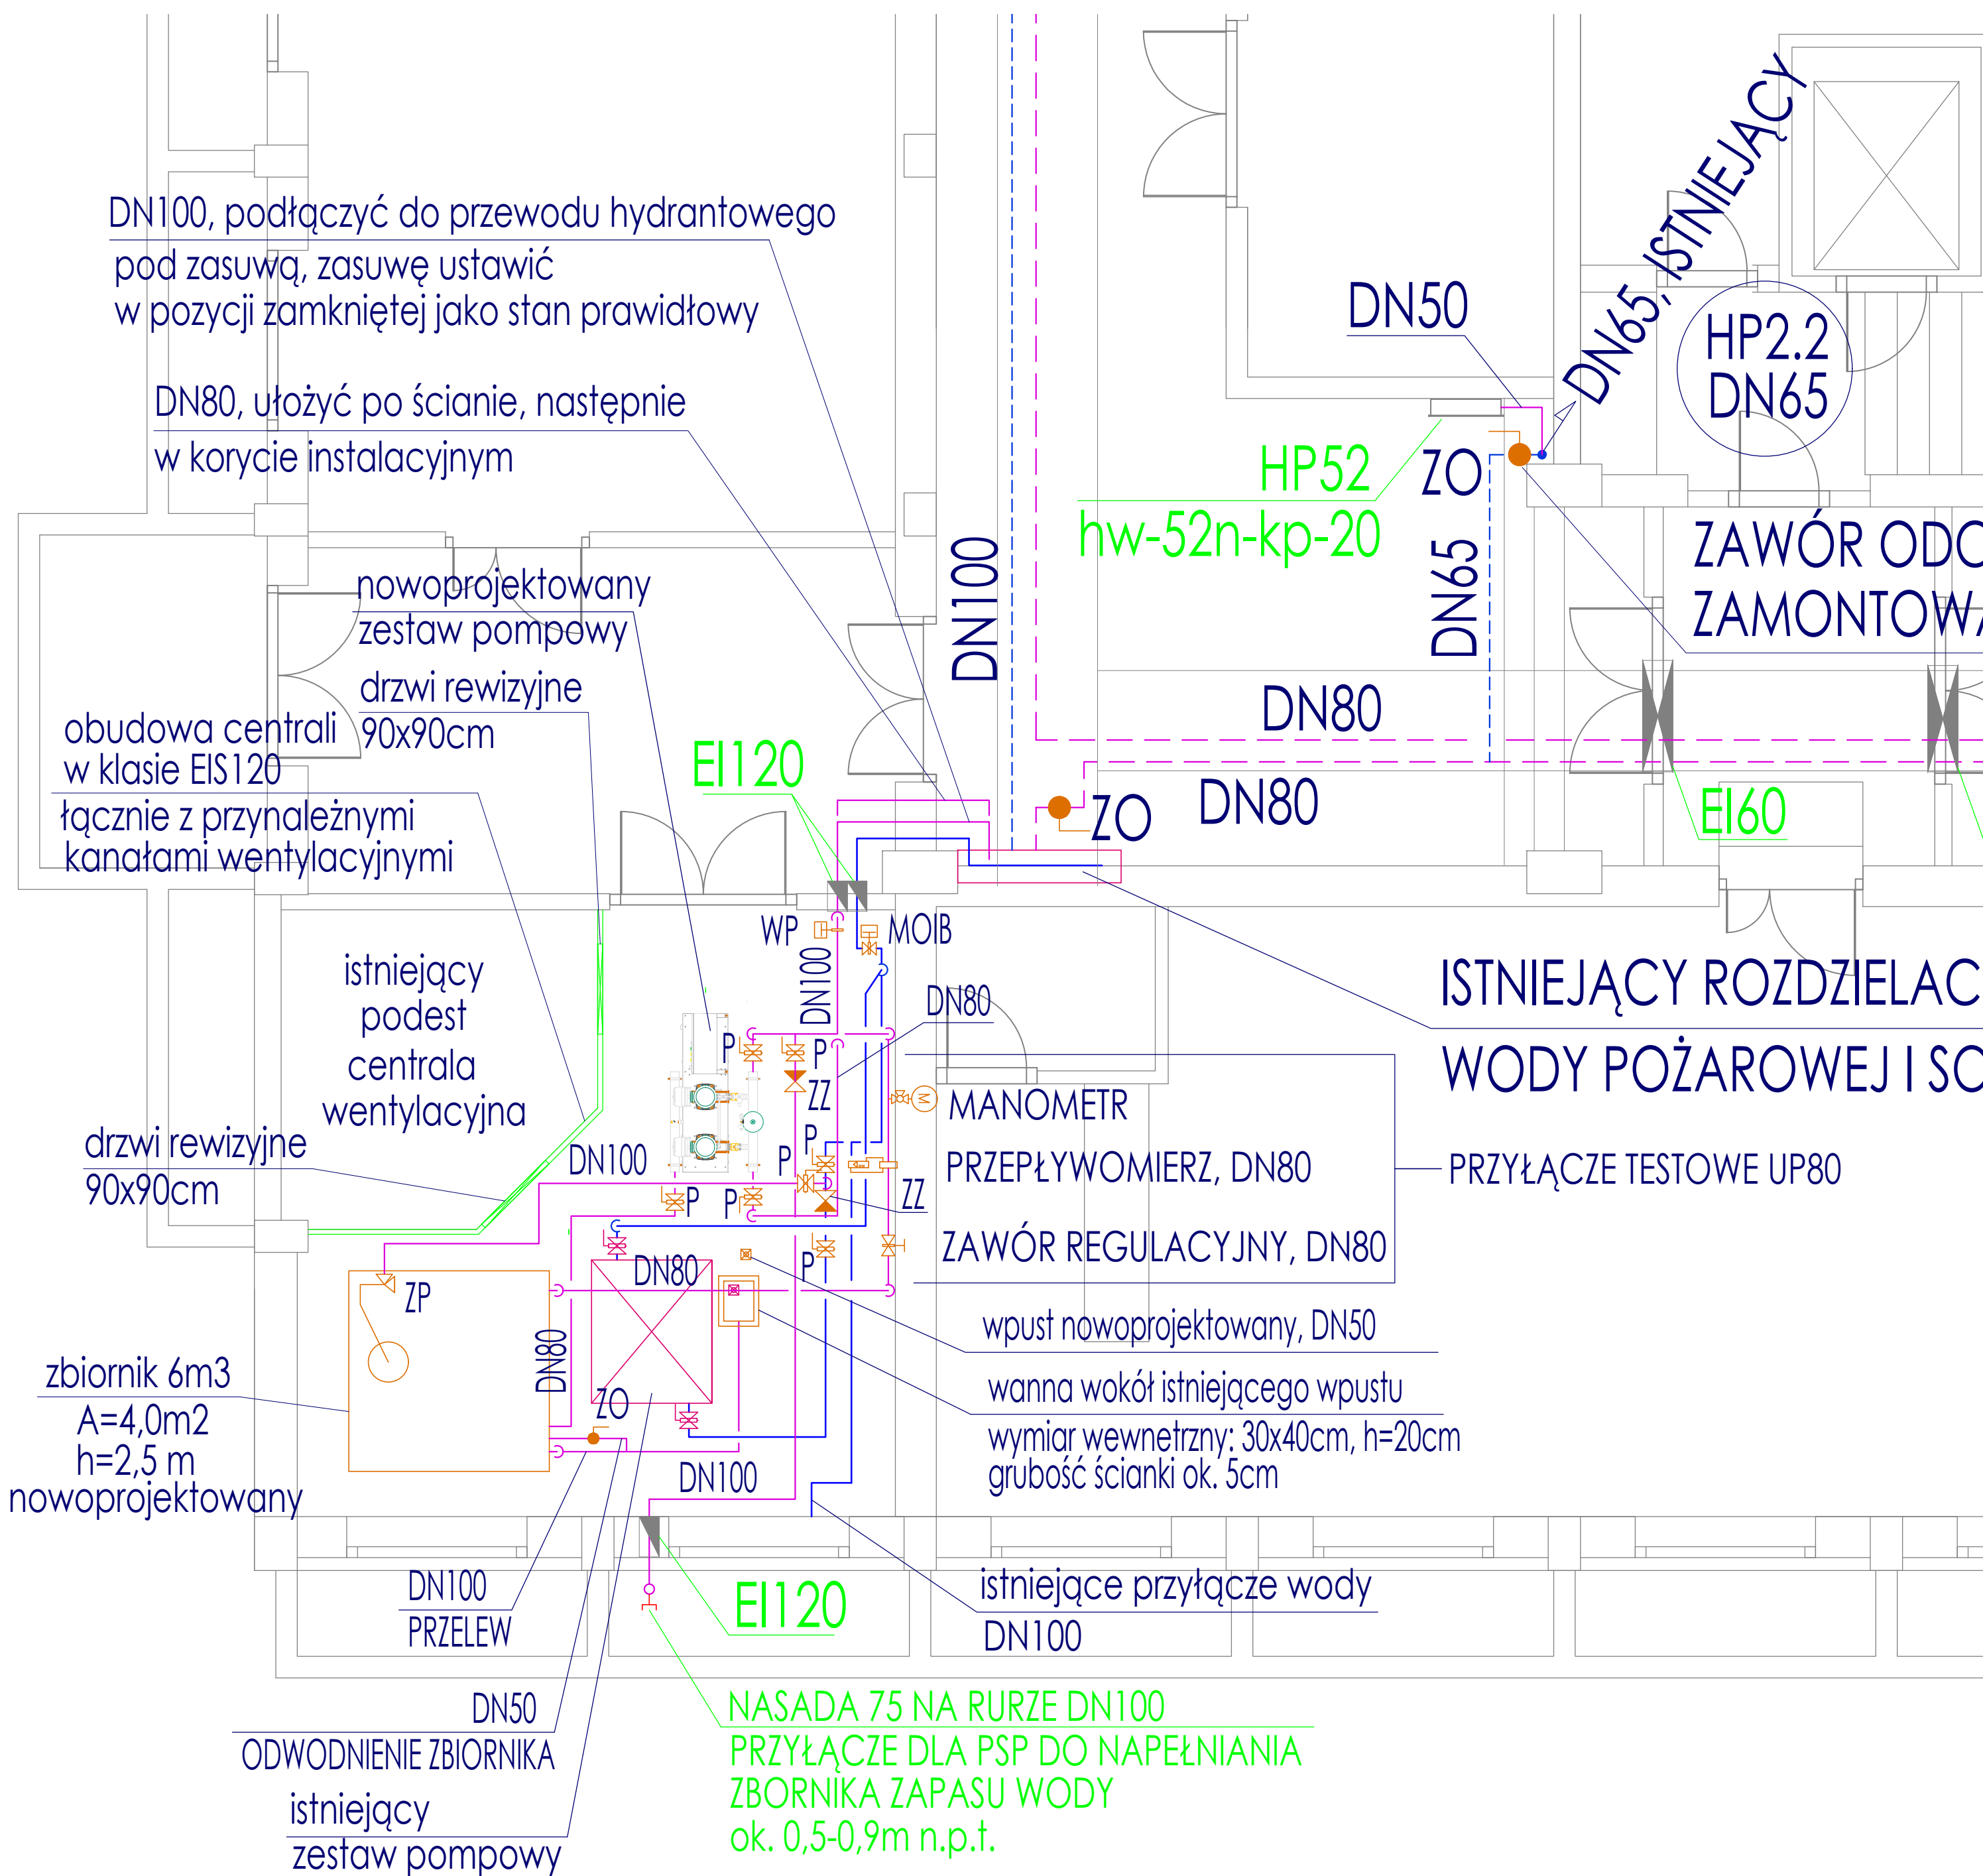 DN100, podłączyć do przewodu hydrantowego
pod zasuwą, zasuwę ustawić
w pozycji zamkniętej jako stan prawidłowy
DN80, ułożyć po ścianie, następnie
w korycie instalacyjnym
DN50
DN65, ISTNIEJĄCY
HP2.2
DN65
HP52
hw-52n-kp-20
ZO
DN65
DN100
ZAWÓR ODC
ZAMONTOWA
nowoprojektowany
zestaw pompowy
drzwi rewizyjne
90x90cm
obudowa centrali
w klasie EIS120
łącznie z przynależnymi
kanałami wentylacyjnymi
EI120
DN80
DN80
ZO
EI60
WP
MOIB
DN100
istniejący
podest
centrala
wentylacyjna
DN80
ISTNIEJĄCY ROZDZIELAC
WODY POŻAROWEJ I SO
P
P
ZZ
M
MANOMETR
PRZEPŁYWOMIERZ, DN80
ZAWÓR REGULACYJNY, DN80
PRZYŁĄCZE TESTOWE UP80
drzwi rewizyjne
90x90cm
DN100
P
P
P
P
ZZ
P
DN80
ZP
DN80
ZO
DN100
wpust nowoprojektowany, DN50
wanna wokół istniejącego wpustu
wymiar wewnetrzny: 30x40cm, h=20cm
grubość ścianki ok. 5cm
zbiornik 6m3
A=4,0m2
h=2,5 m
nowoprojektowany
DN100
PRZELEW
EI120
istniejące przyłącze wody
DN100
DN50
ODWODNIENIE ZBIORNIKA
istniejący
zestaw pompowy
NASADA 75 NA RURZE DN100
PRZYŁĄCZE DLA PSP DO NAPEŁNIANIA
ZBORNIKA ZAPASU WODY
ok. 0,5-0,9m n.p.t.